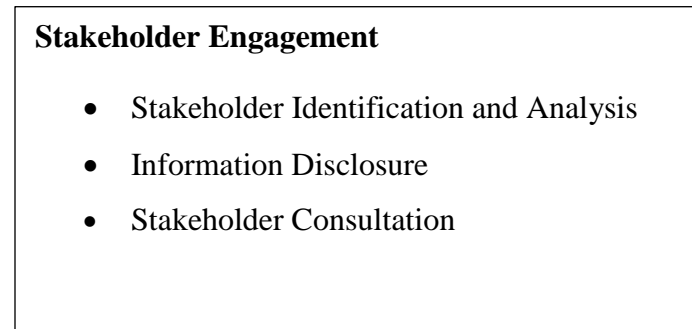 Stakeholder Engagement
• Stakeholder Identification and Analysis
• Information Disclosure
• Stakeholder Consultation